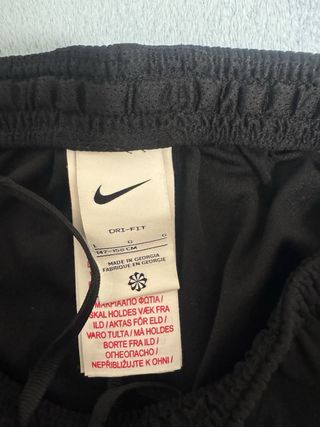 DRI-FIT
L G G
147-158 CM
MADE IN GEORGIA
FABRIQUÉ EN GEORGIE
ΜΑΚΡΙΑ ΑΠΟ ΦΩΤΙΑ /
SKAL HOLDES VÆK FRA
ILD / AKTAS FÖR ELD /
VARO TULTA / MÅ HOLDES
BORTE FRA ILD /
ОГНЕОПАСНО /
NEPŘIBLIŽUJTE K OHNI /